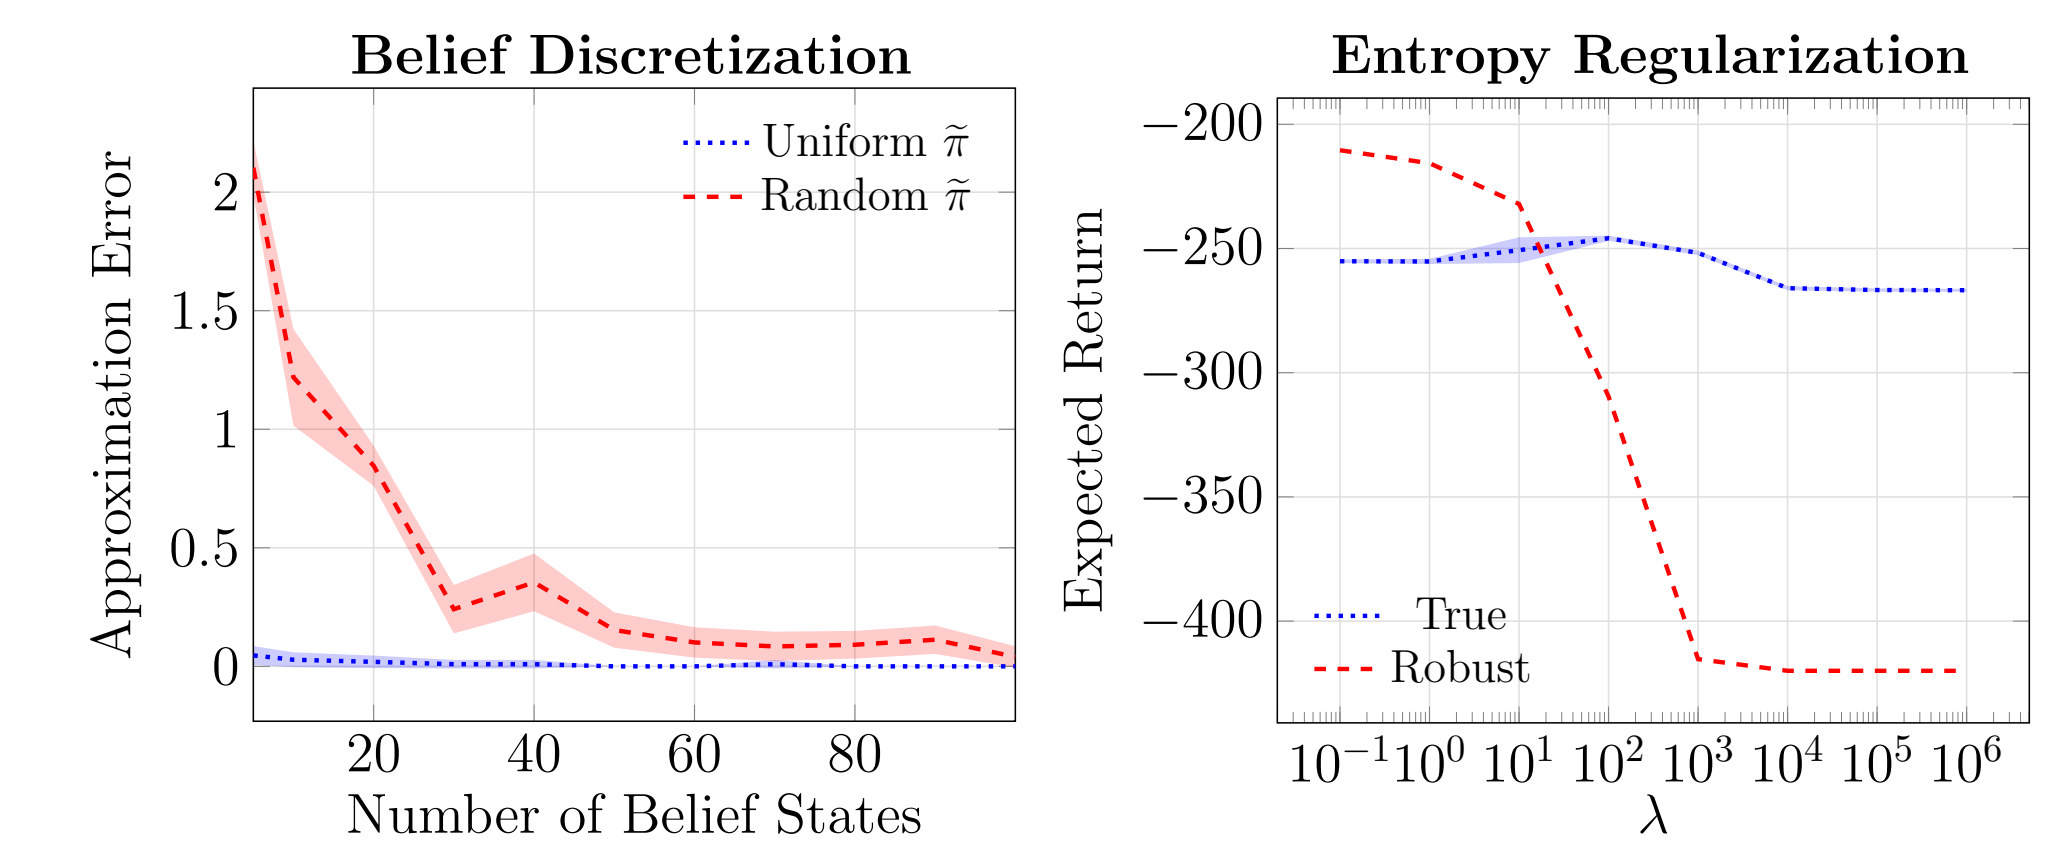 Belief Discretization
Approximation Error
2
1.5
1
0.5
0
Uniform π̃
Random π̃
20 40 60 80
Number of Belief States
Entropy Regularization
Expected Return
−200
−250
−300
−350
−400
True
Robust
10⁻¹ 10⁰ 10¹ 10² 10³ 10⁴ 10⁵ 10⁶
λ